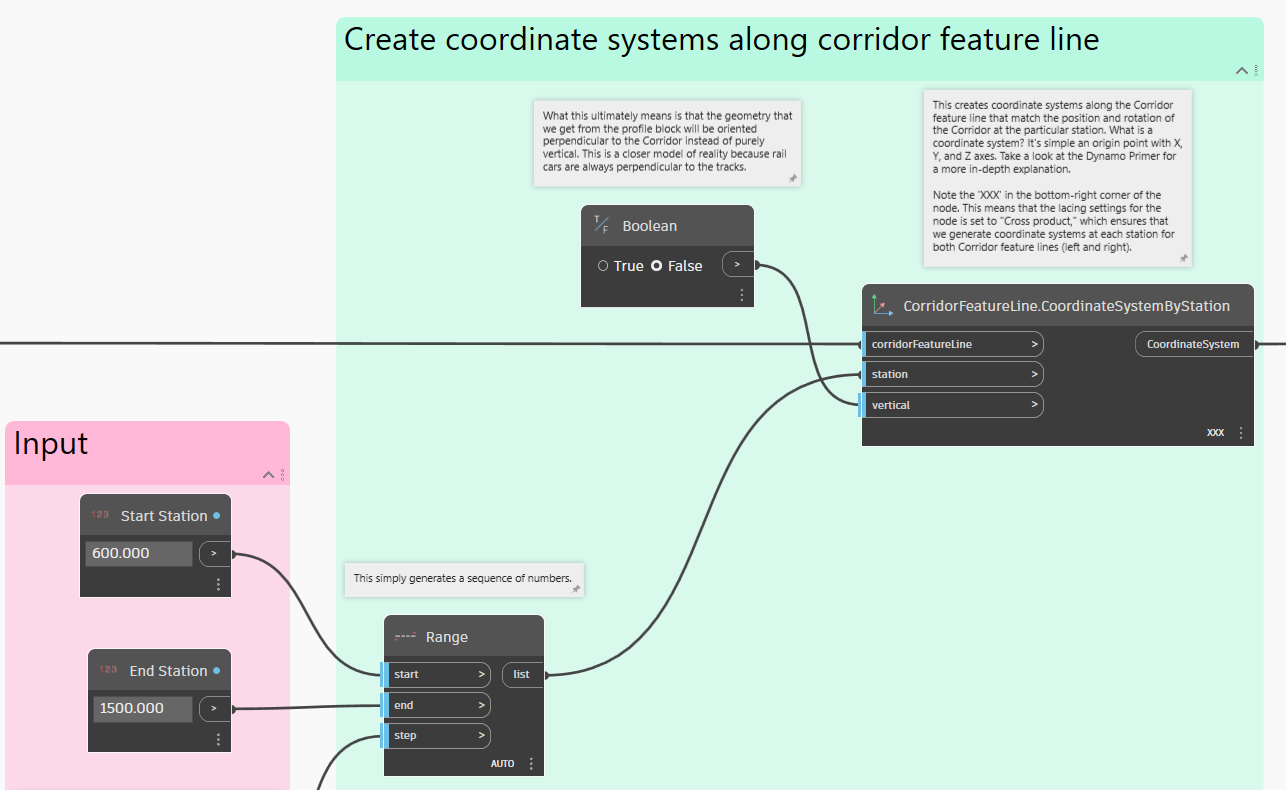 Create coordinate systems along corridor feature line
What this ultimately means is that the geometry that
we get from the profile block will be oriented
perpendicular to the Corridor instead of purely
vertical. This is a closer model of reality because rail
cars are always perpendicular to the tracks.
This creates coordinate systems along the Corridor
feature line that match the position and rotation of
the Corridor at the particular station. What is a
coordinate system? It's simple an origin point with X,
Y, and Z axes. Take a look at the Dynamo Primer for
a more in-depth explanation.
Note the 'XXX' in the bottom-right corner of the
node. This means that the lacing settings for the
node is set to "Cross product," which ensures that
we generate coordinate systems at each station for
both Corridor feature lines (left and right).
T/F Boolean
True False >
CorridorFeatureLine.CoordinateSystemByStation
corridorFeatureLine > CoordinateSystem
station >
vertical >
XXX
Input
123 Start Station
600.000 >
123 End Station
1500.000 >
This simply generates a sequence of numbers.
Range
start > list
end >
step >
AUTO